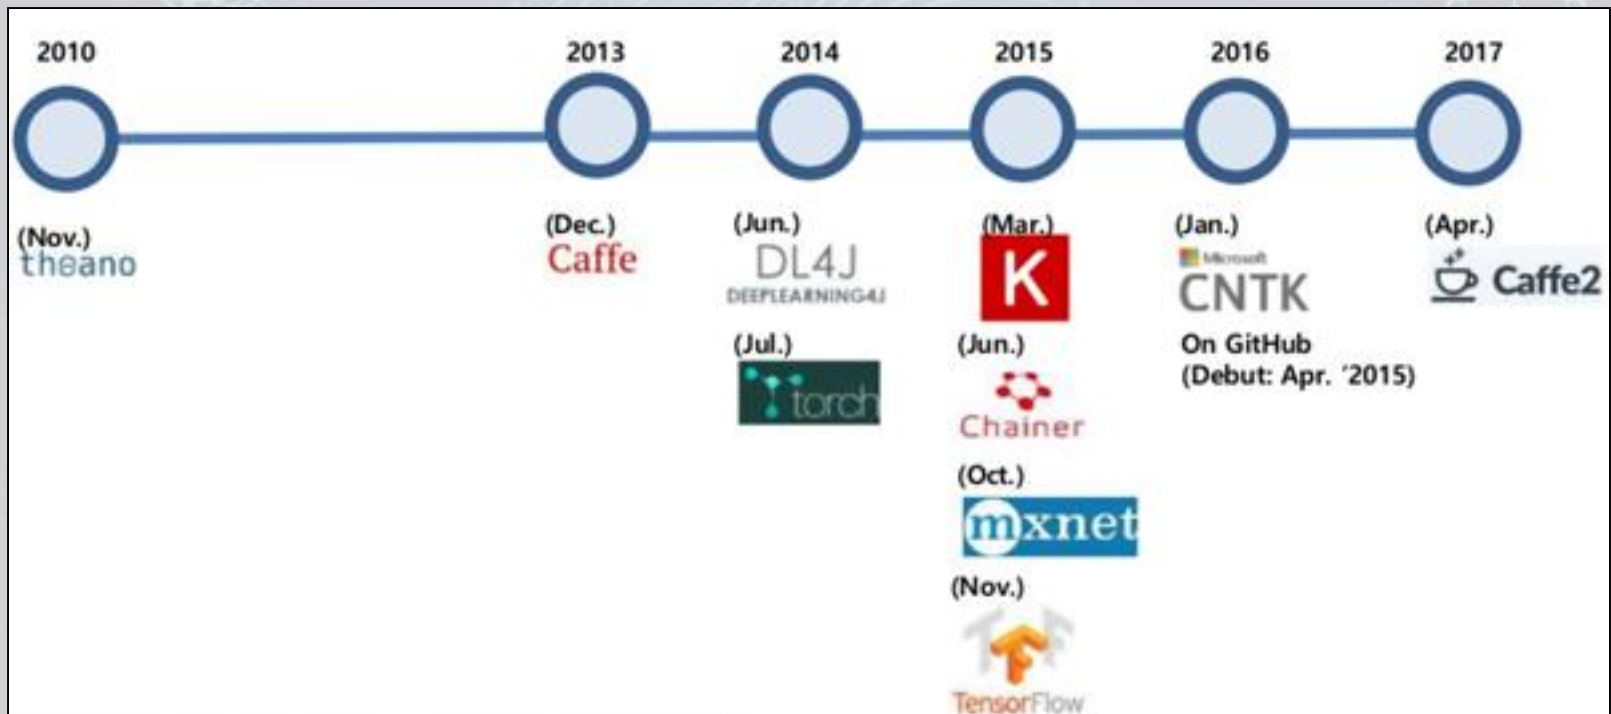 2010
2013
2014
2015
2016
2017
(Nov.)
theano
(Dec.)
Caffe
(Jun.)
DL4J
DEEPLEARNING4J
(Jul.)
torch
(Mar.)
K
(Jun.)
Chainer
(Oct.)
mxnet
(Nov.)
TensorFlow
(Jan.)
Microsoft
CNTK
On GitHub
(Debut: Apr. ‘2015)
(Apr.)
Caffe2